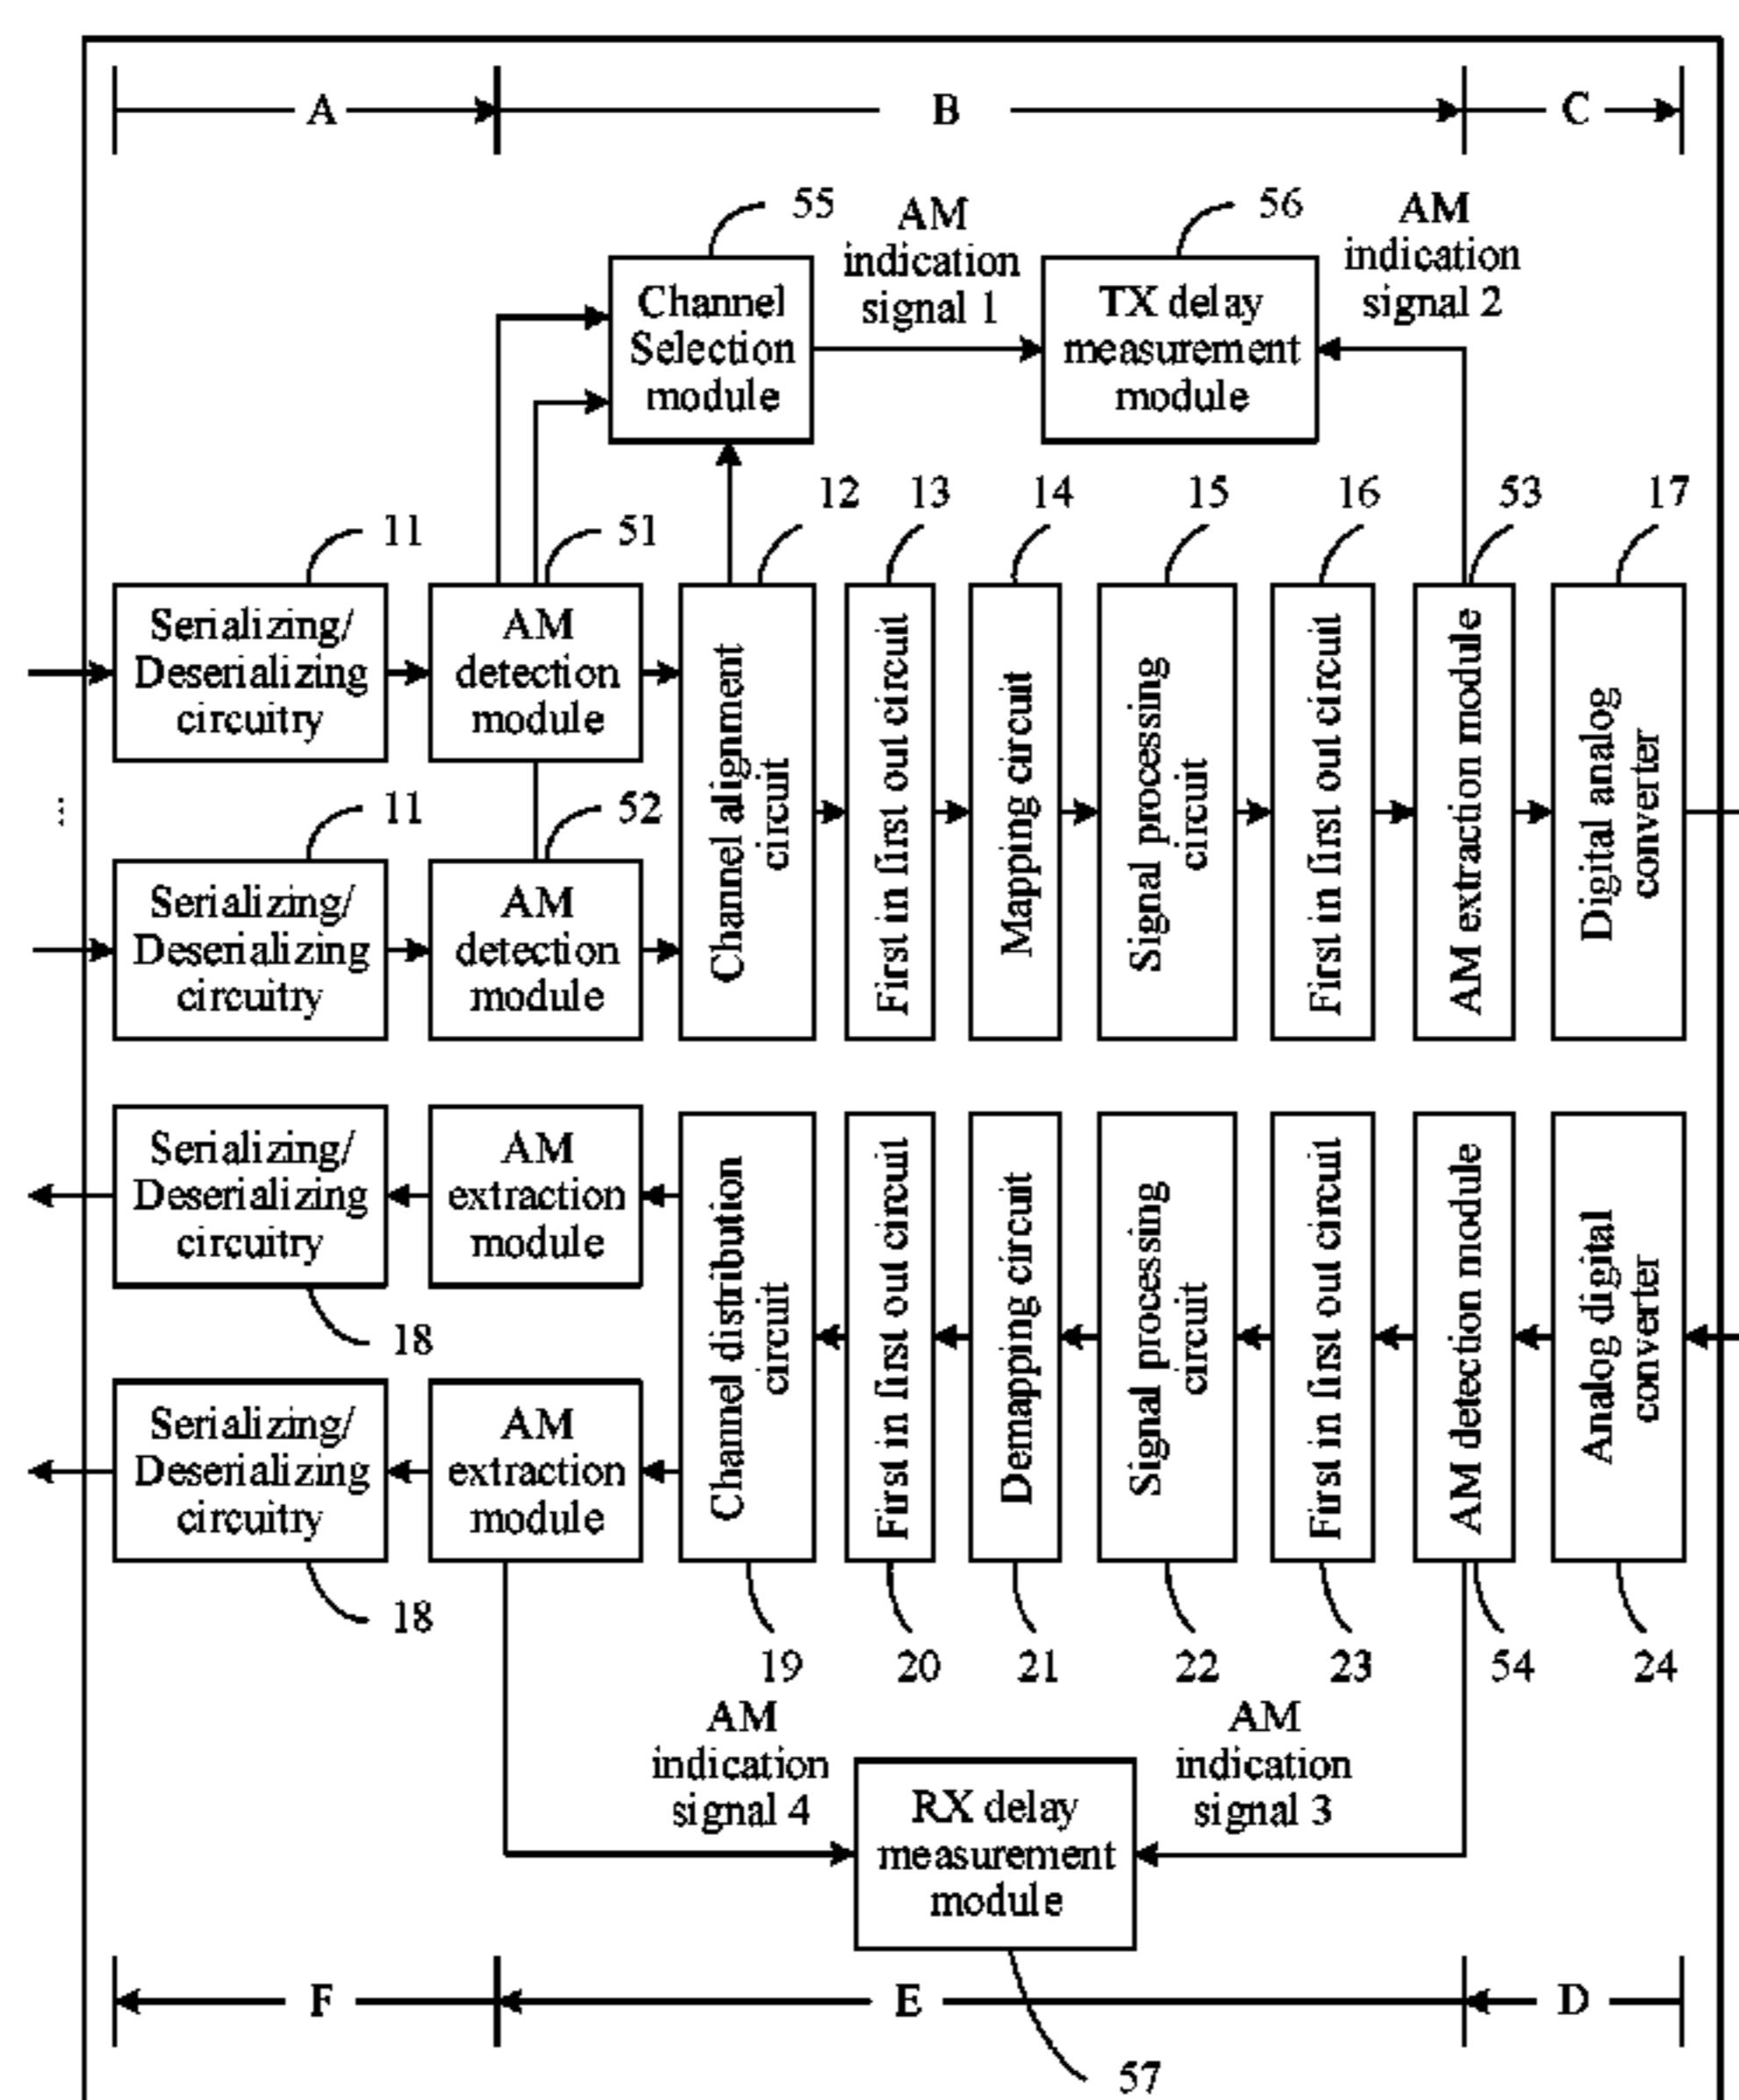 A
B
C
55
AM
indication
signal 1
56
AM
indication
signal 2
Channel
Selection
module
TX delay
measurement
module
11
51
12
13
14
15
16
53
17
Serializing/
Deserializing
circuitry
AM
detection
module
Channel alignment
circuit
First in first out circuit
Mapping circuit
Signal processing
circuit
First in first out circuit
AM extraction module
Digital analog
converter
...
11
52
Serializing/
Deserializing
circuitry
AM
detection
module
Serializing/
Deserializing
circuitry
AM
extraction
module
Channel distribution
circuit
First in first out circuit
Demapping circuit
Signal processing
circuit
First in first out circuit
AM detection module
Analog digital
converter
18
Serializing/
Deserializing
circuitry
AM
extraction
module
18
19
20
21
22
23
54
24
AM
indication
signal 4
RX delay
measurement
module
AM
indication
signal 3
F
E
D
57